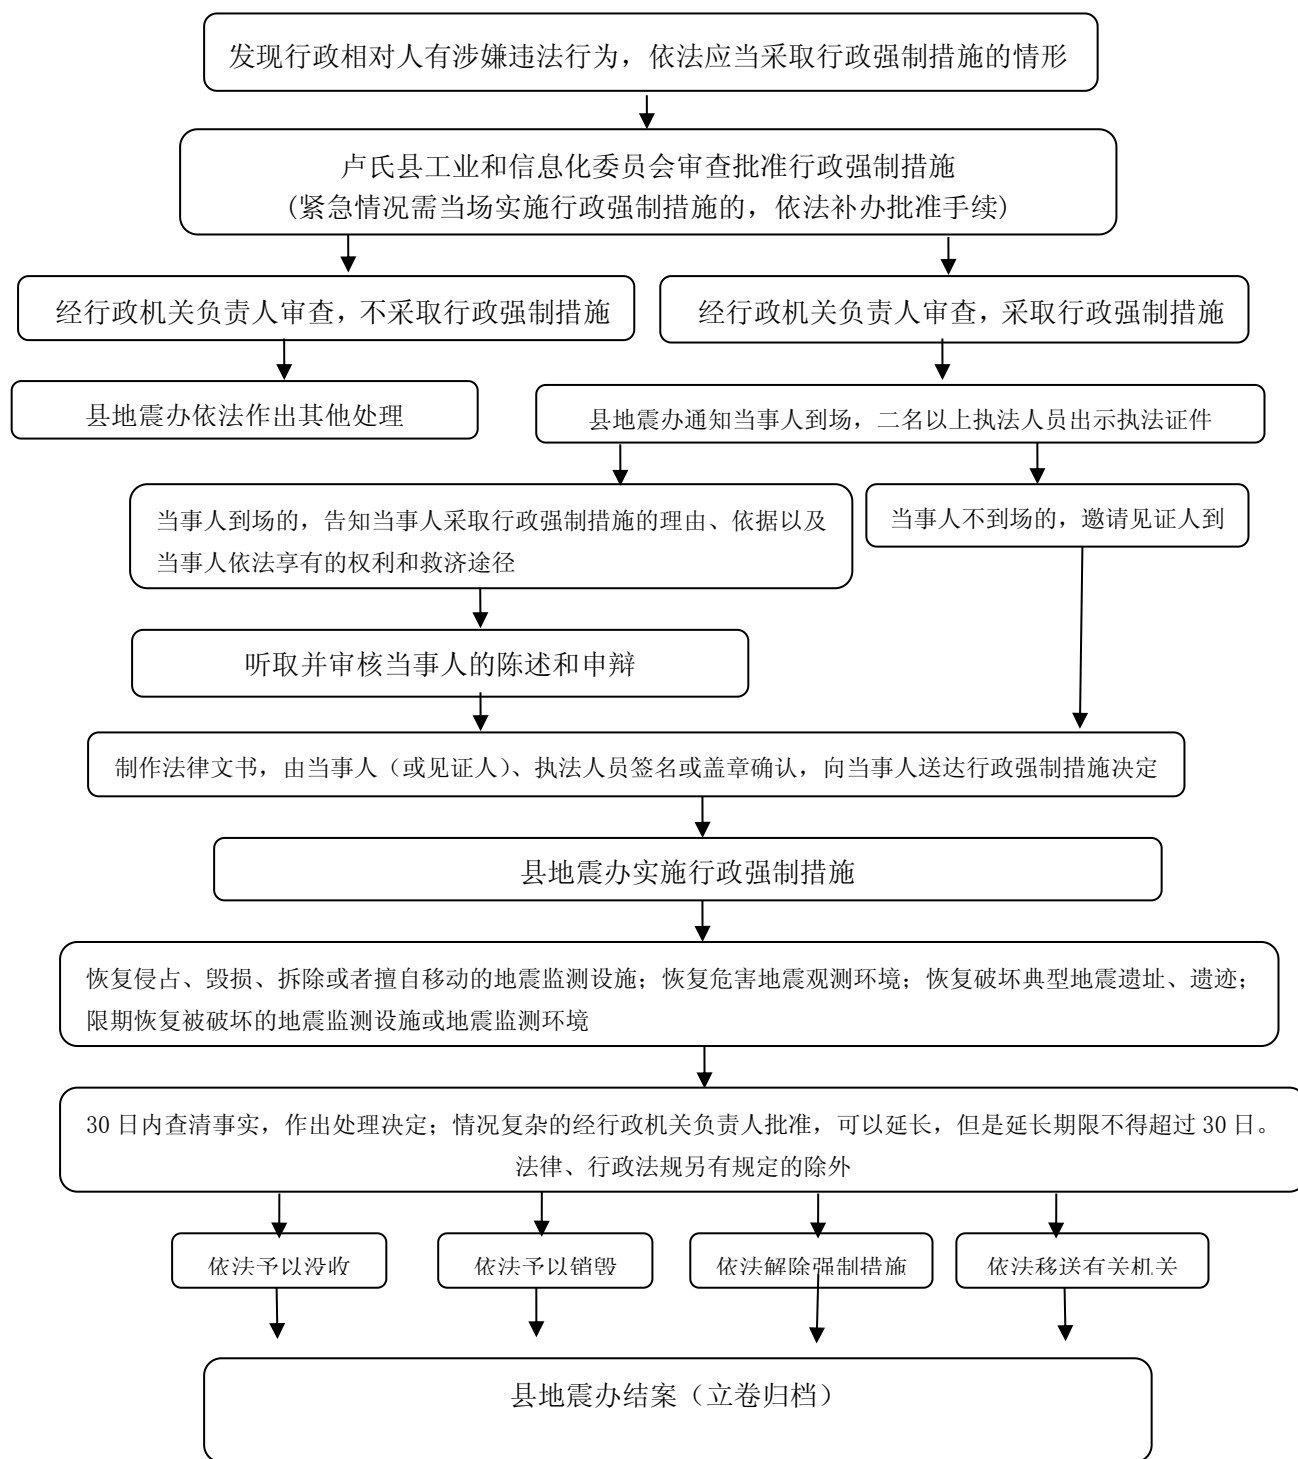 发现行政相对人有涉嫌违法行为，依法应当采取行政强制措施的情形
卢氏县工业和信息化委员会审查批准行政强制措施
(紧急情况需当场实施行政强制措施的，依法补办批准手续)
经行政机关负责人审查，不采取行政强制措施
经行政机关负责人审查，采取行政强制措施
县地震办依法作出其他处理
县地震办通知当事人到场，二名以上执法人员出示执法证件
当事人到场的，告知当事人采取行政强制措施的理由、依据以及
当事人依法享有的权利和救济途径
当事人不到场的，邀请见证人到
听取并审核当事人的陈述和申辩
制作法律文书，由当事人（或见证人）、执法人员签名或盖章确认，向当事人送达行政强制措施决定
县地震办实施行政强制措施
恢复侵占、毁损、拆除或者擅自移动的地震监测设施；恢复危害地震观测环境；恢复破坏典型地震遗址、遗迹；
限期恢复被破坏的地震监测设施或地震监测环境
30 日内查清事实，作出处理决定；情况复杂的经行政机关负责人批准，可以延长，但是延长期限不得超过 30 日。
法律、行政法规另有规定的除外
依法予以没收
依法予以销毁
依法解除强制措施
依法移送有关机关
县地震办结案（立卷归档）